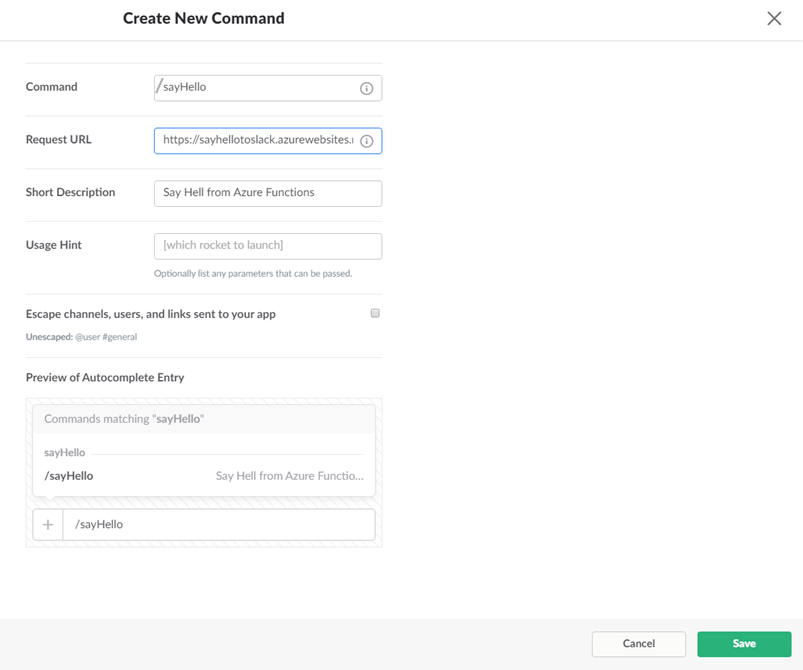 Create New Command
Command
/sayHello
Request URL
https://sayhellotoslack.azurewebsites.
Short Description
Say Hell from Azure Functions
Usage Hint
[which rocket to launch]
Optionally list any parameters that can be passed.
Escape channels, users, and links sent to your app
Unescaped: @user #general
Preview of Autocomplete Entry
Commands matching "sayHello"
sayHello
/sayHello Say Hell from Azure Functio...
+ /sayHello
Cancel Save